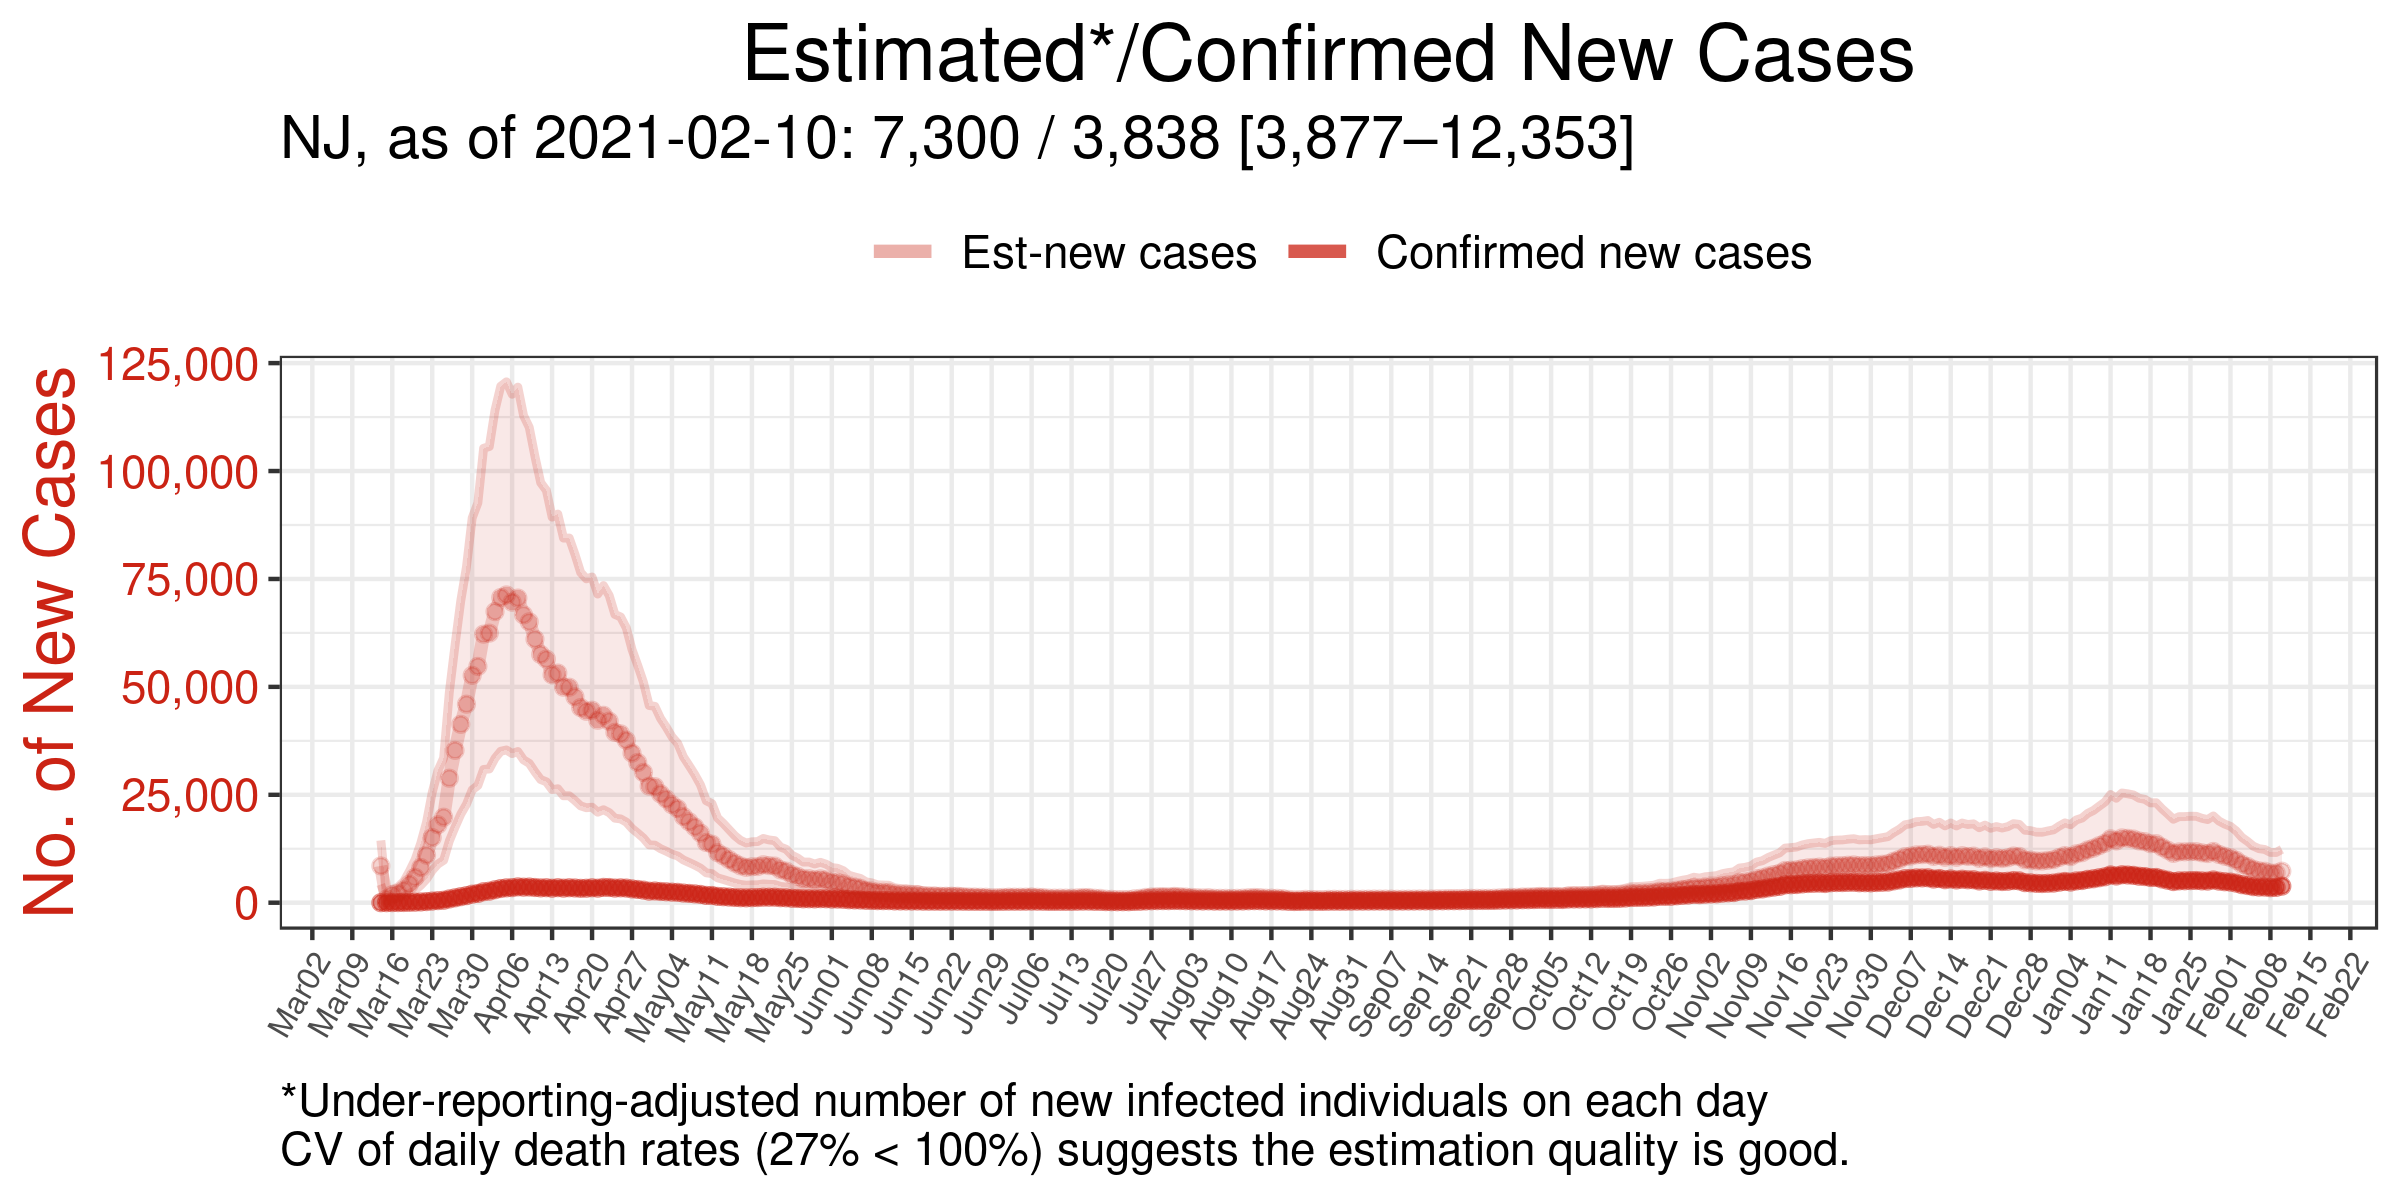 Estimated*/Confirmed New Cases
NJ, as of 2021-02-10: 7,300 / 3,838 [3,877–12,353]
Est-new cases Confirmed new cases
No. of New Cases
125,000
100,000
75,000
50,000
25,000
0
Mar02 Mar09 Mar16 Mar23 Mar30 Apr06 Apr13 Apr20 Apr27 May04 May11 May18 May25 Jun01 Jun08 Jun15 Jun22 Jun29 Jul06 Jul13 Jul20 Jul27 Aug03 Aug10 Aug17 Aug24 Aug31 Sep07 Sep14 Sep21 Sep28 Oct05 Oct12 Oct19 Oct26 Nov02 Nov09 Nov16 Nov23 Nov30 Dec07 Dec14 Dec21 Dec28 Jan04 Jan11 Jan18 Jan25 Feb01 Feb08 Feb15 Feb22
*Under-reporting-adjusted number of new infected individuals on each day
CV of daily death rates (27% < 100%) suggests the estimation quality is good.